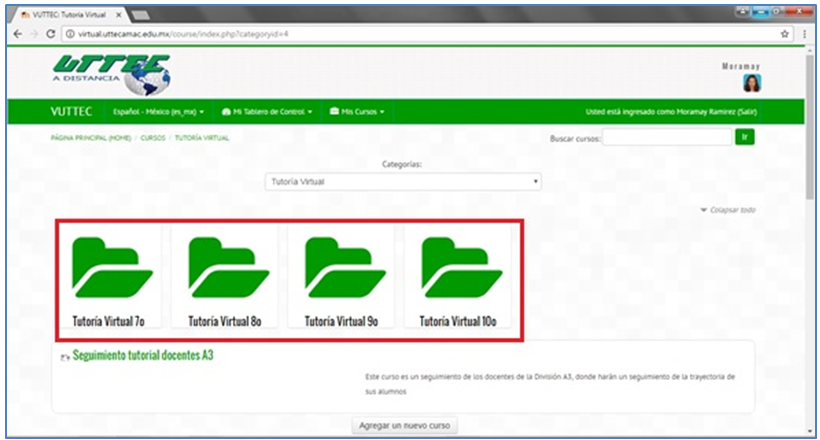 VUTTEC: Tutoría Virtual
virtual.uttecamac.edu.mx/course/index.php?categoryid=4
UTTEC
A DISTANCIA
Moramay
VUTTEC Español - México (es_mx) Mi Tablero de Control Mis Cursos Usted está ingresado como Moramay Ramirez (Salir)
PÁGINA PRINCIPAL (HOME) / CURSOS / TUTORÍA VIRTUAL
Buscar cursos: Ir
Categorías:
Tutoría Virtual
Colapsar todo
Tutoría Virtual 7o Tutoría Virtual 8o Tutoría Virtual 9o Tutoría Virtual 10o
Seguimiento tutorial docentes A3
Este curso es un seguimiento de los docentes de la División A3, donde harán un seguimiento de la trayectoria de
sus alumnos
Agregar un nuevo curso